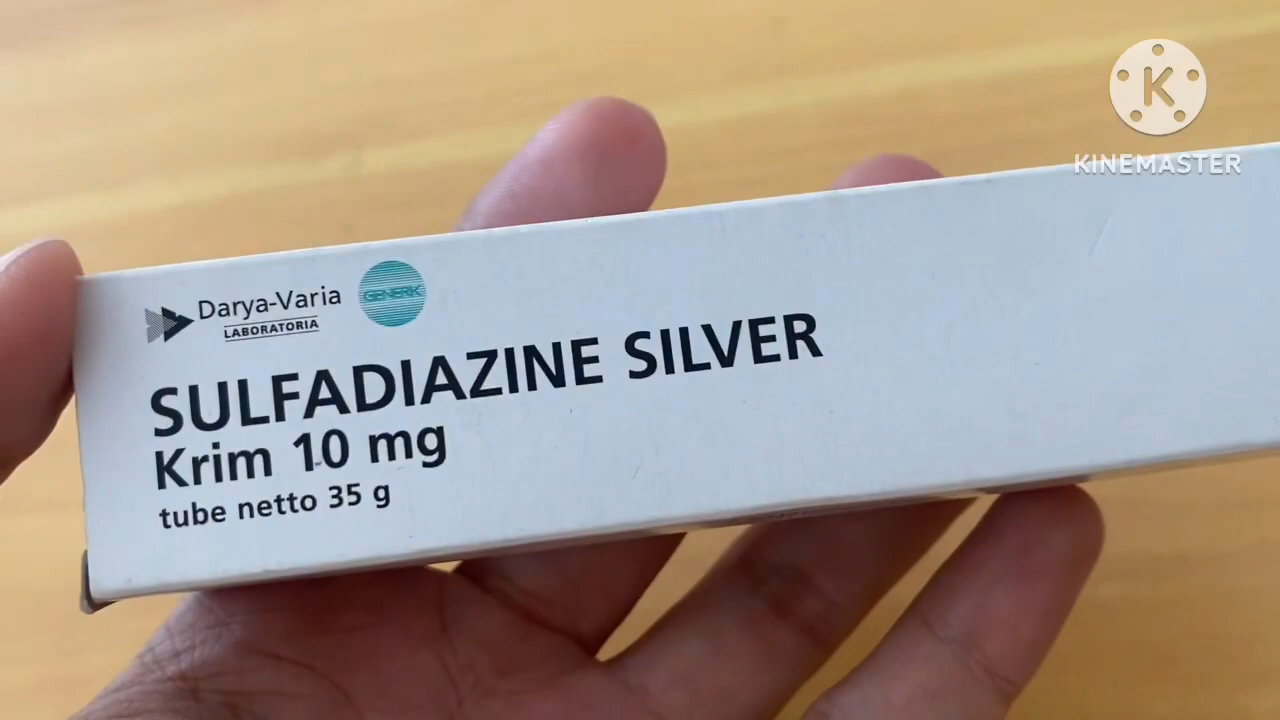 K
KINEMASTER
Darya-Varia
LABORATORIA
GENERIK
SULFADIAZINE SILVER
Krim 10 mg
tube netto 35 g